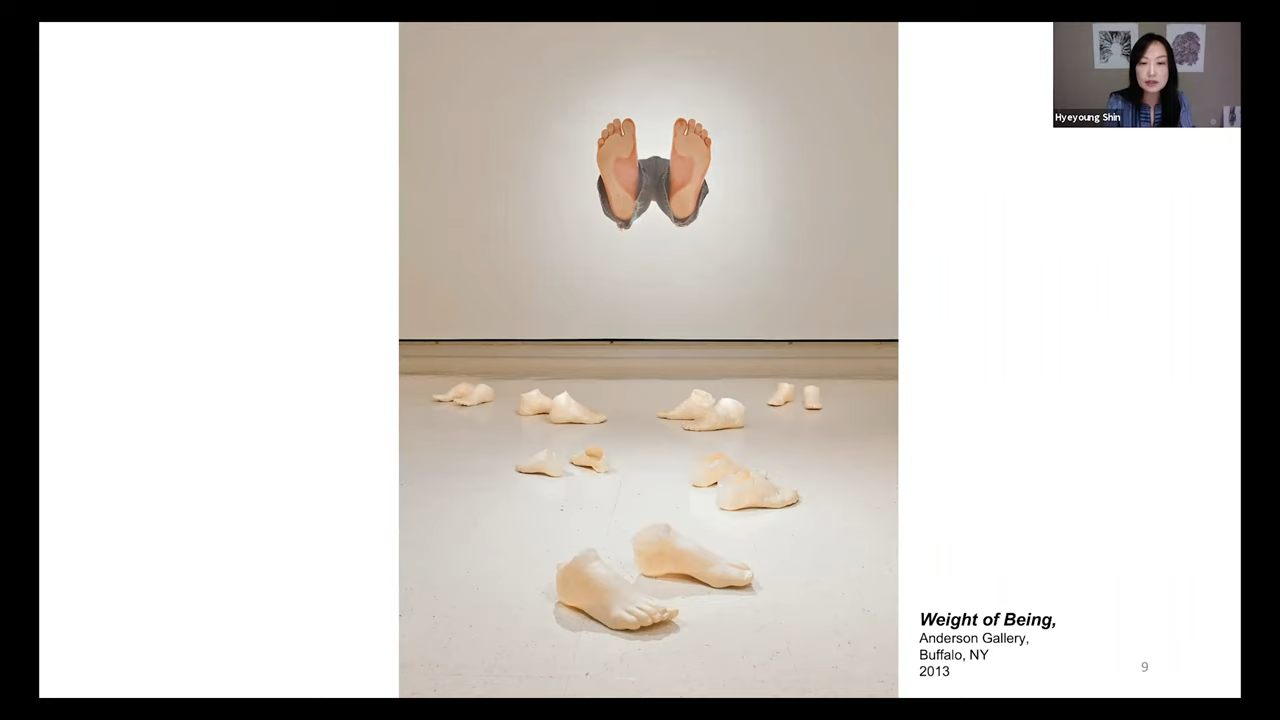 Hyeyoung Shin
Weight of Being,
Anderson Gallery,
Buffalo, NY
2013
9